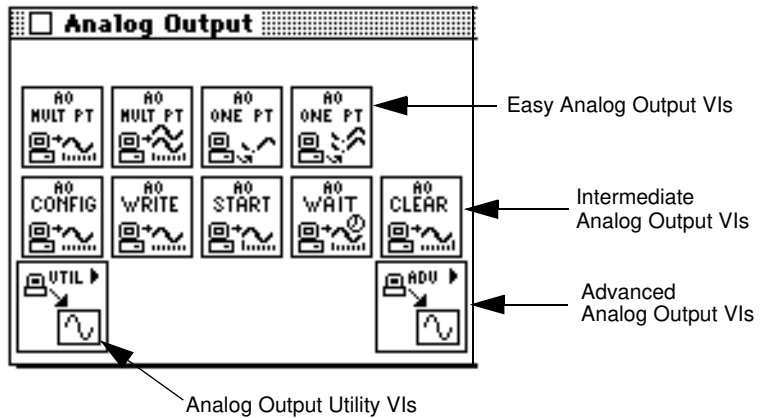 Analog Output
AO
MULT PT
AO
MULT PT
AO
ONE PT
AO
ONE PT
Easy Analog Output VIs
AO
CONFIG
AO
WRITE
AO
START
AO
WAIT
AO
CLEAR
Intermediate
Analog Output VIs
UTIL
ADV
Advanced
Analog Output VIs
Analog Output Utility VIs